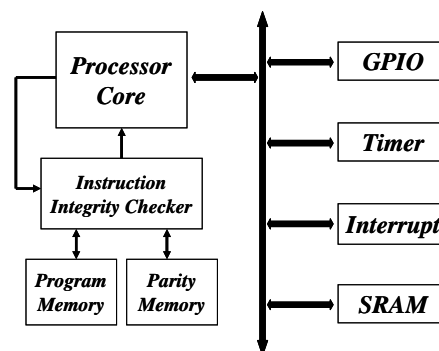 Processor
Core
GPIO
Timer
Instruction
Integrity Checker
Interrupt
Program
Memory
Parity
Memory
SRAM